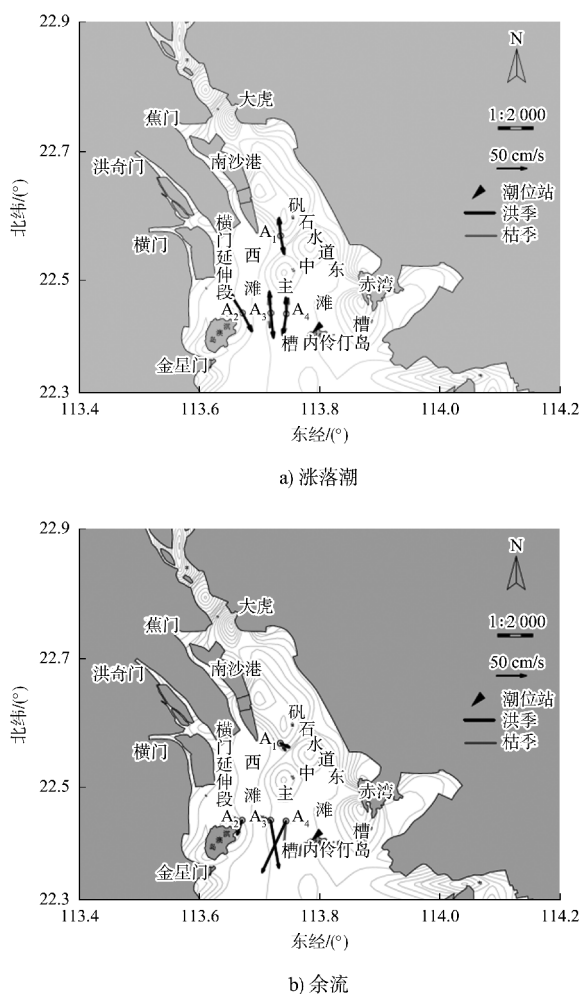 22.9
N
大虎
蕉门
1:2 000
50 cm/s
22.7
洪奇门
南沙港
潮位站
北纬/(°)
矾石水道
洪季
横门
横门延伸段
A1
枯季
西滩
中
东滩
22.5
主槽
赤湾
A2
A3
A4
槽
内伶仃岛
金星门
22.3
113.4 113.6 113.8 114.0 114.2
东经/(°)
a) 涨落潮
22.9
N
大虎
蕉门
1:2 000
50 cm/s
22.7
洪奇门
南沙港
潮位站
北纬/(°)
矾石水道
洪季
横门
横门延伸段
A1
枯季
西滩
中
东滩
22.5
主槽
赤湾
A2
A3
A4
槽
内伶仃岛
金星门
22.3
113.4 113.6 113.8 114.0 114.2
东经/(°)
b) 余流